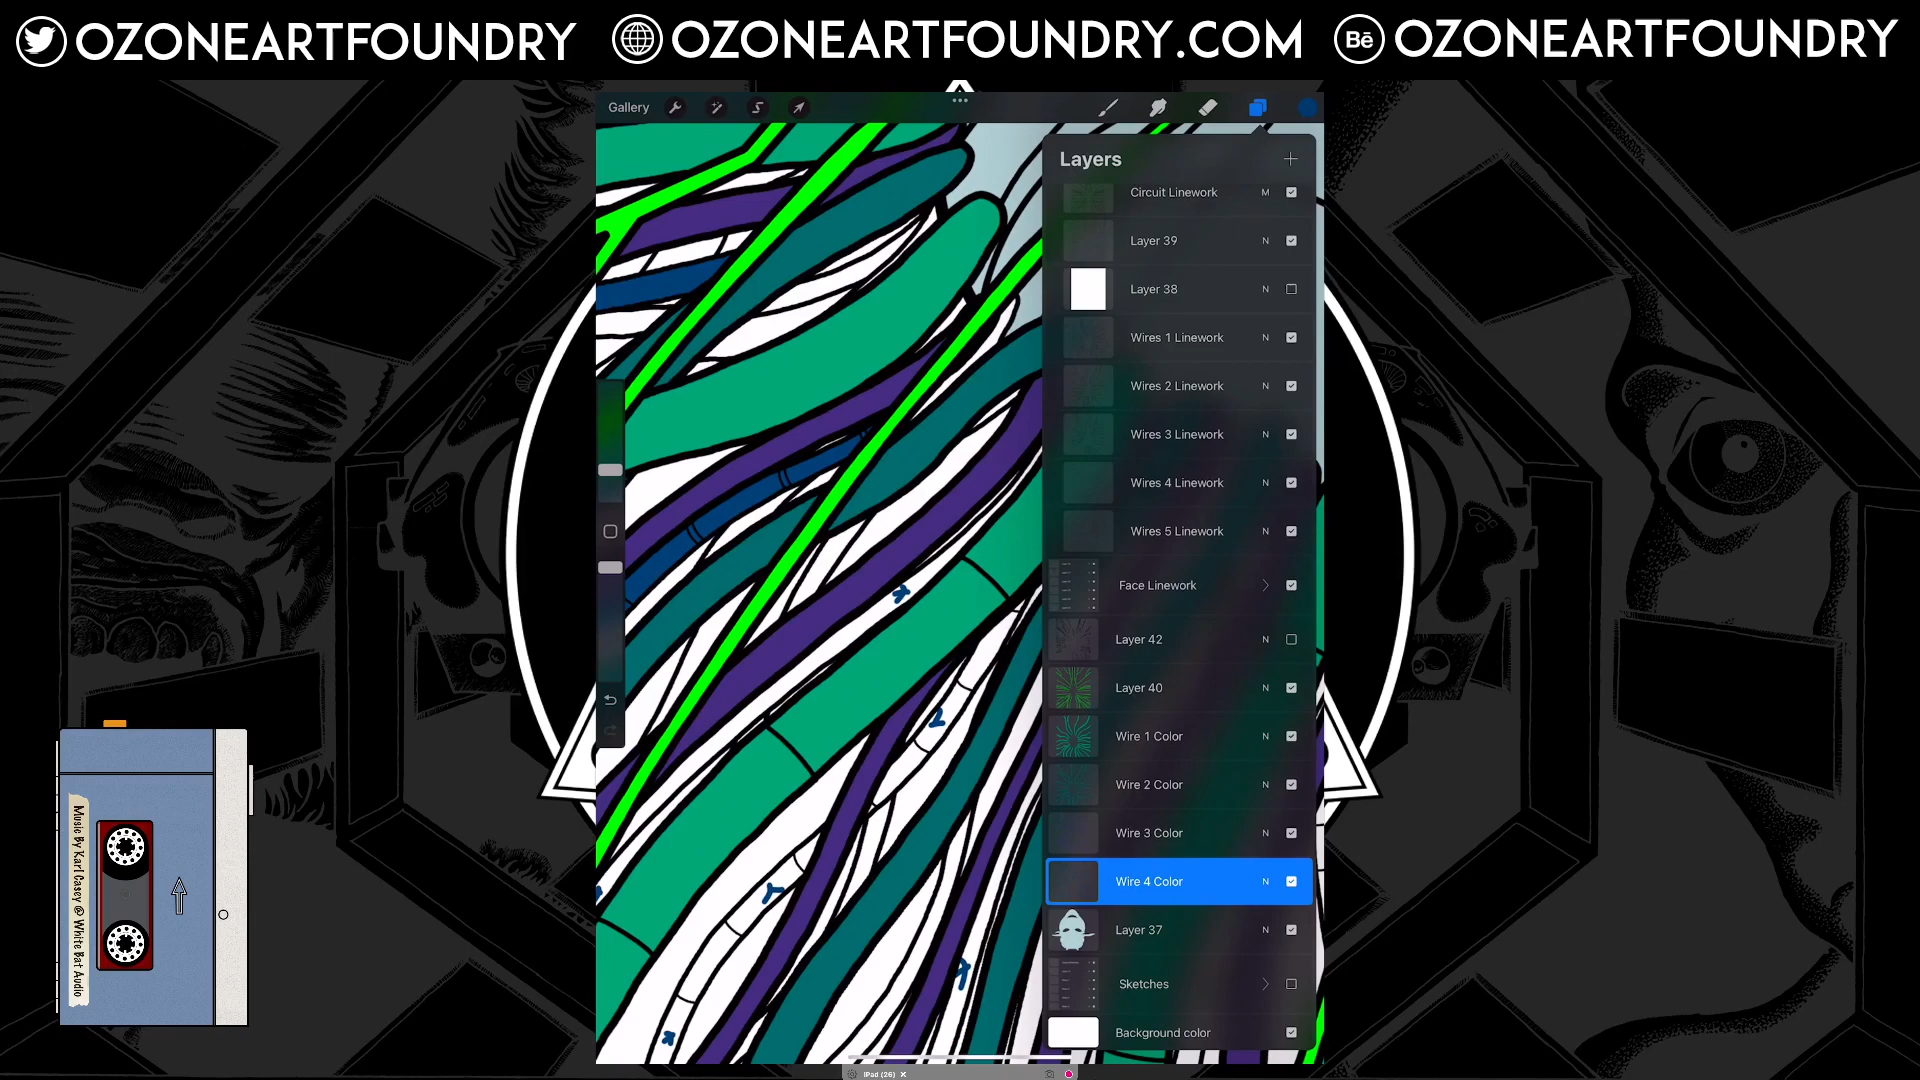 OZONEARTFOUNDRY
OZONEARTFOUNDRY.COM
Bē OZONEARTFOUNDRY
Gallery
Layers
Circuit Linework M
Layer 39 N
Layer 38 N
Wires 1 Linework N
Wires 2 Linework N
Wires 3 Linework N
Wires 4 Linework N
Wires 5 Linework N
Face Linework
Layer 42 N
Layer 40 N
Wire 1 Color N
Wire 2 Color N
Wire 3 Color N
Wire 4 Color N
Layer 37 N
Sketches
Background color
Music By Karl Casey @ White Bat Audio
iPad (26)